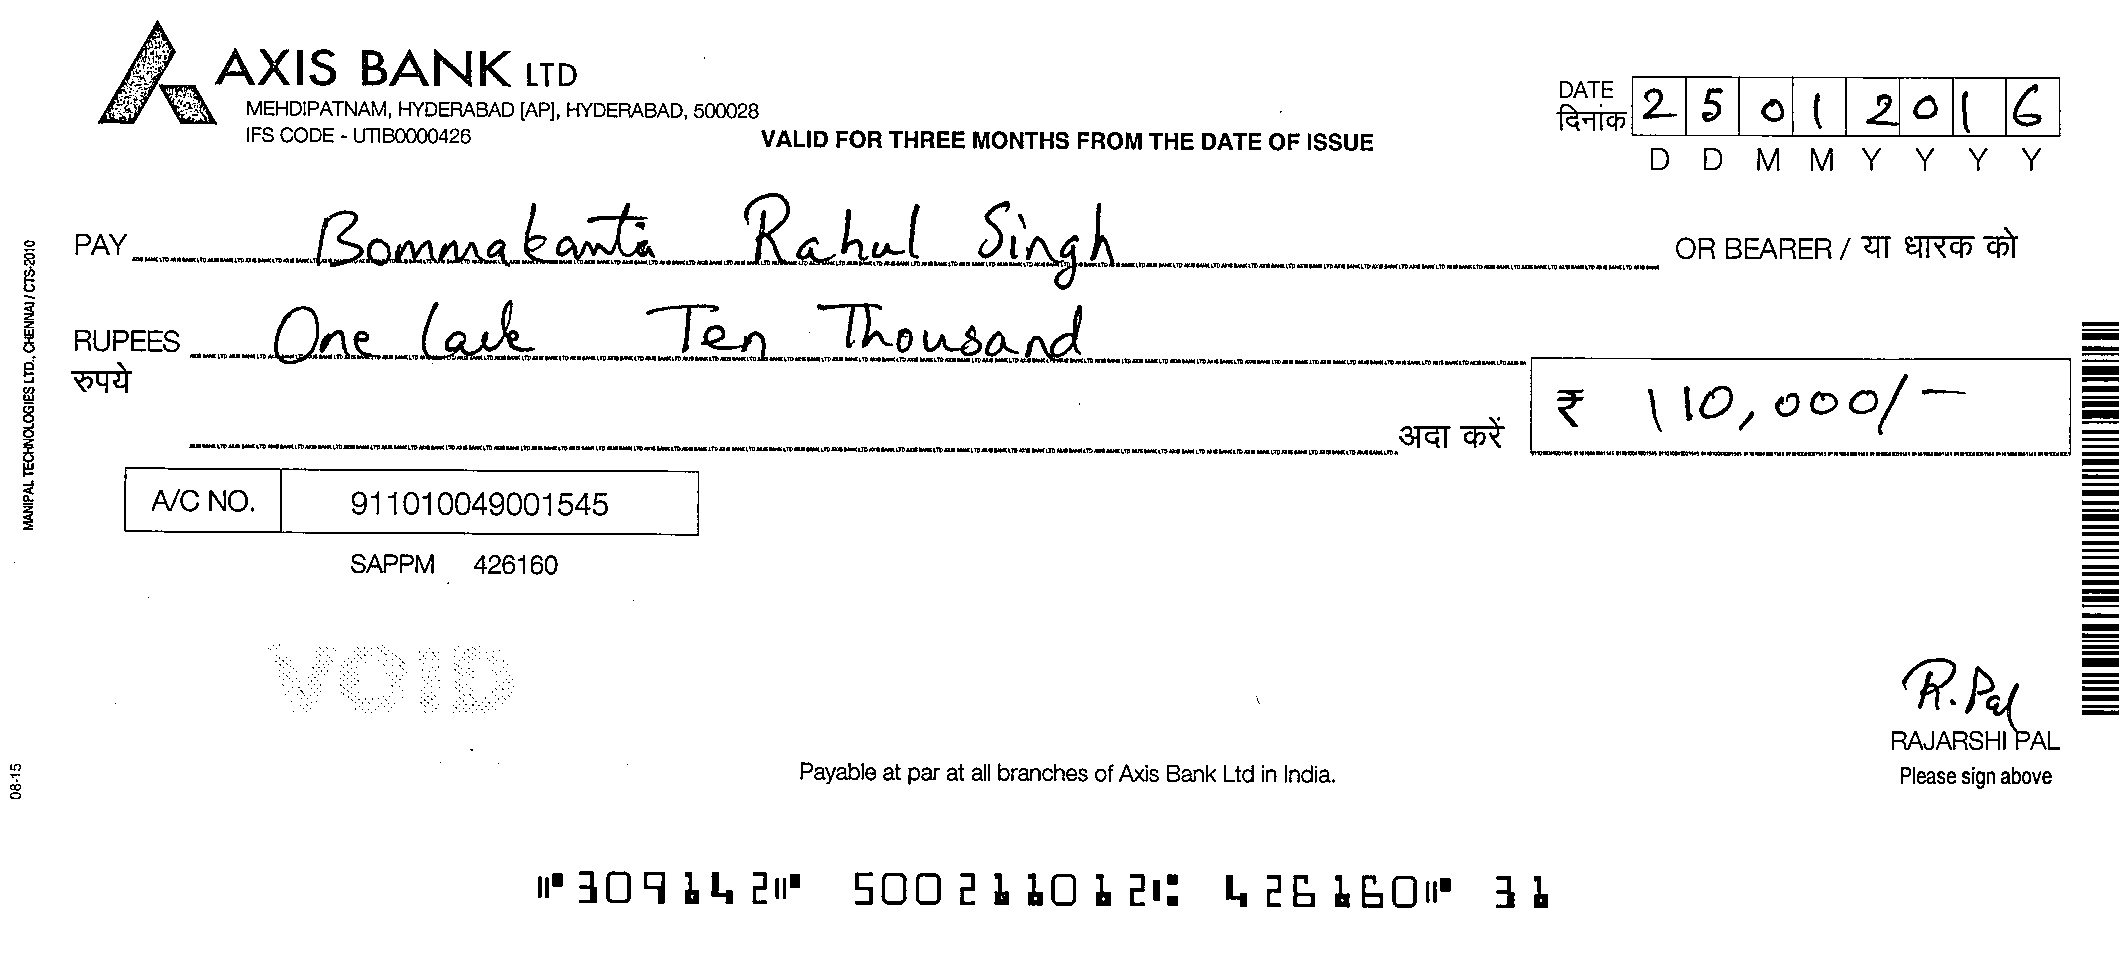 AXIS BANK LTD
MEHDIPATNAM, HYDERABAD [AP], HYDERABAD, 500028
IFS CODE - UTIB0000426
VALID FOR THREE MONTHS FROM THE DATE OF ISSUE
DATE
दिनांक 2 5 0 1 2 0 1 6
D D M M Y Y Y Y
PAY Bommakanta Rahul Singh OR BEARER / या धारक को
RUPEES One lack Ten Thousand
रुपये
अदा करें ₹ 110,000/-
A/C NO. 911010049001545
SAPPM 426160
VOID
R. Pal
RAJARSHI PAL
Please sign above
Payable at par at all branches of Axis Bank Ltd in India.
MANIPAL TECHNOLOGIES LTD., CHENNAI / CTS-2010
08-15
⑈309142⑈ 500211012⑆ 426160⑈ 31